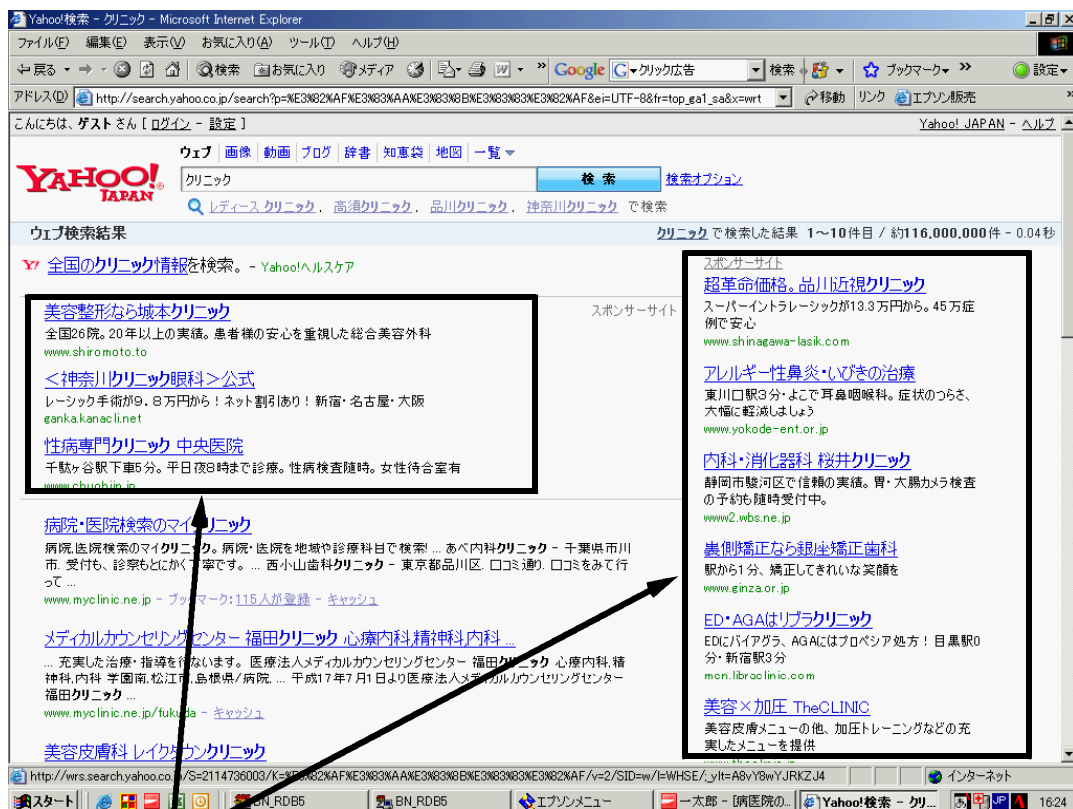 Yahoo!検索 - クリニック - Microsoft Internet Explorer
ファイル(F) 編集(E) 表示(V) お気に入り(A) ツール(T) ヘルプ(H)
戻る 検索 お気に入り メディア Google クリック広告 検索 ブックマーク 設定
アドレス(D) http://search.yahoo.co.jp/search?p=%E3%82%AF%E3%83%AA%E3%83%8B%E3%83%83%E3%82%AF&ei=UTF-8&fr=top_ga1_sa&x=wrt 移動 リンク エプソン販売
こんにちは、ゲストさん [ ログイン - 設定 ] Yahoo! JAPAN - ヘルプ
ウェブ 画像 動画 ブログ 辞書 知恵袋 地図 一覧
YAHOO! JAPAN
クリニック 検索 検索オプション
レディース クリニック , 高須クリニック , 品川クリニック , 神奈川クリニック で検索
ウェブ検索結果 クリニック で検索した結果 1~10件目 / 約116,000,000件 - 0.04秒
Y! 全国のクリニック情報を検索。 - Yahoo!ヘルスケア
スポンサーサイト
美容整形なら城本クリニック
全国26院。20年以上の実績。患者様の安心を重視した総合美容外科
www.shiromoto.to
<神奈川クリニック眼科>公式
レーシック手術が9.8万円から!ネット割引あり!新宿・名古屋・大阪
ganka.kanacli.net
性病専門クリニック 中央医院
千駄ヶ谷駅下車5分。平日夜8時まで診療。性病検査随時。女性待合室有
www.chuohiin.jp
病院・医院検索のマイクリニック
病院,医院検索のマイクリニック。病院・医院を地域や診療科目で検索! ... あべ内科クリニック - 千葉県市川
市. 受付も、診察もとにかく丁寧です。 ... 西小山歯科クリニック - 東京都品川区. 口コミ通り. 口コミをみて行
って ...
www.myclinic.ne.jp - ブックマーク:115人が登録 - キャッシュ
メディカルカウンセリングセンター 福田クリニック 心療内科,精神科,内科 ...
... 充実した治療・指導を行ないます。 医療法人メディカルカウンセリングセンター 福田クリニック 心療内科,精
神科,内科 学園南,松江市,島根県/病院, ... 平成17年7月1日より医療法人メディカルカウンセリングセンター
福田クリニック ...
www.myclinic.ne.jp/fukuda - キャッシュ
美容皮膚科 レイクタウンクリニック
スポンサーサイト
超革命価格。品川近視クリニック
スーパーイントラレーシックが13.3万円から。45万症
例で安心
www.shinagawa-lasik.com
アレルギー性鼻炎・いびきの治療
東川口駅3分・よこで耳鼻咽喉科。症状のつらさ、
大幅に軽減しましょう
www.yokode-ent.or.jp
内科・消化器科 桜井クリニック
静岡市駿河区で信頼の実績。胃・大腸カメラ検査
の予約も随時受付中。
www2.wbs.ne.jp
裏側矯正なら銀座矯正歯科
駅から1分、矯正してきれいな笑顔を
www.ginza.or.jp
ED・AGAはリブラクリニック
EDにバイアグラ、AGAにはプロペシア処方!目黒駅0
分・新宿駅3分
mcn.libraclinic.com
美容×加圧 TheCLINIC
美容皮膚メニューの他、加圧トレーニングなどの充
実したメニューを提供
http://wrs.search.yahoo.co.jp/S=2114736003/K=%E3%82%AF%E3%83%AA%E3%83%8B%E3%83%83%E3%82%AF/v=2/SID=w/l=WHSE/;_ylt=A8vY8wYJRKZJ4 インターネット
スタート BN_RDB5 BN_RDB5 エプソンメニュー 一太郎 - [病医院の... Yahoo!検索 - クリ... 16:24